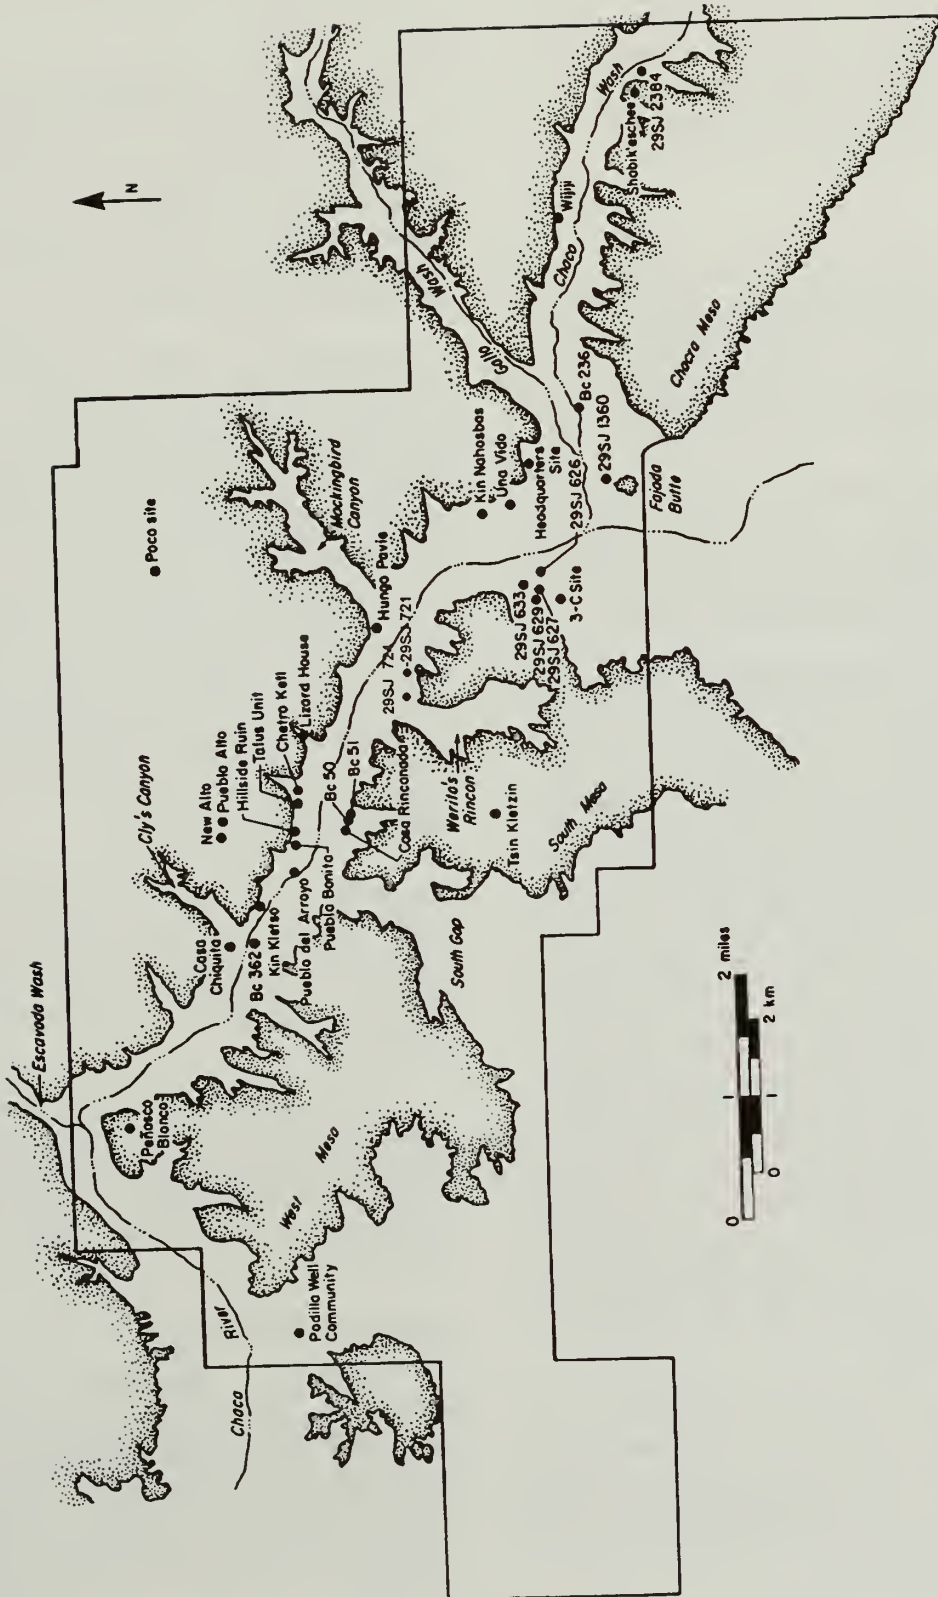 N
Escavada Wash
Peñasco
Blanco
Casa
Chiquita
Cly's Canyon
New Alto
Pueblo Alto
Hillside Ruin
Talus Unit
Chetro Ketl
Lizard House
Poco site
Mockingbird
Canyon
Hungo Pavie
Gallo
Wash
Bc 362
Kin Kletso
Pueblo del Arroyo
Pueblo Bonito
Bc 50
Bc 51
Casa Rinconada
29SJ 724
29SJ 721
Kin Nahasbas
Una Vida
Headquarters
Site
29SJ 626
29SJ 633
29SJ 629
29SJ 627
3-C Site
Werito's
Rincon
Tsin Kletzin
South Mesa
South Gap
West
Mesa
Padilla Well
Community
Chaco
River
Bc 236
29SJ 1360
Fajada
Butte
Wijiji
Chaco
Wash
Shabik'eschee
29SJ 2384
Chacra Mesa
0
1
2 miles
0
1
2 km